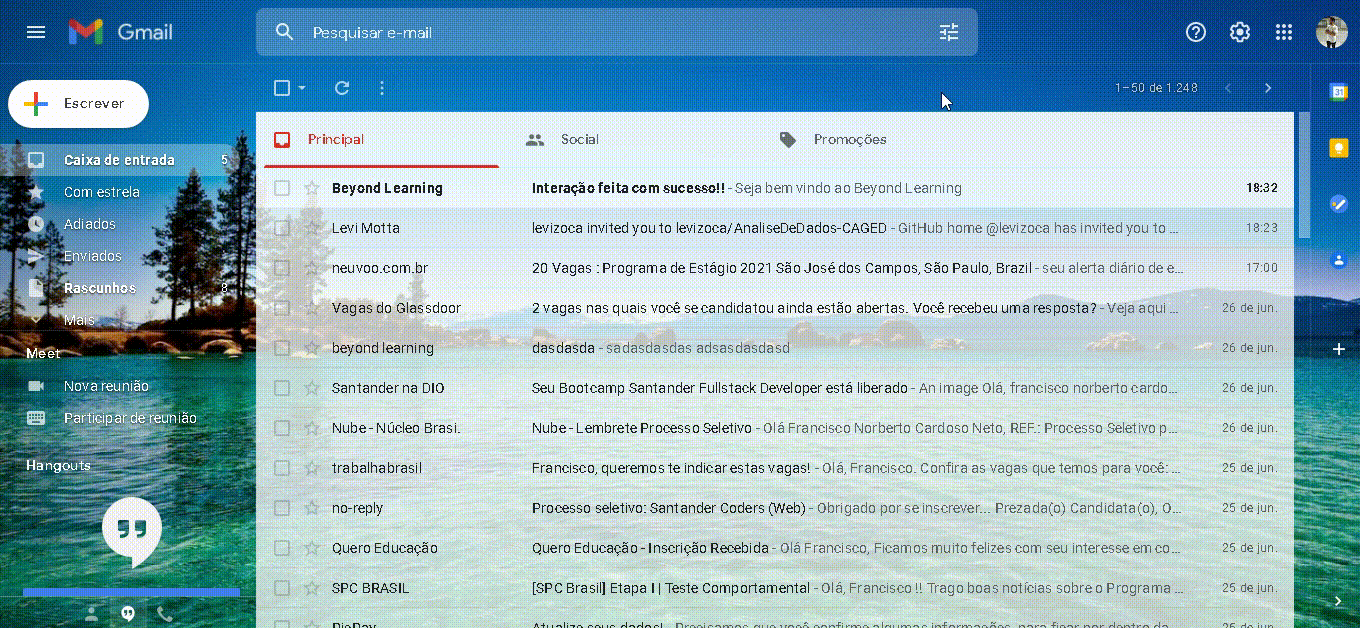 Gmail
Pesquisar e-mail
Escrever
1–50 de 1.248
31
Principal
Social
Promoções
Caixa de entrada 5
Com estrela
Adiados
Enviados
Rascunhos 8
Mais
Meet
Nova reunião
Participar de reunião
Hangouts
Beyond Learning Interação feita com sucesso!! - Seja bem vindo ao Beyond Learning 18:32
Levi Motta levizoca invited you to levizoca/AnaliseDeDados-CAGED - GitHub home @levizoca has invited you to ... 18:23
neuvoo.com.br 20 Vagas : Programa de Estágio 2021 São José dos Campos, São Paulo, Brazil - seu alerta diário de e... 17:00
Vagas do Glassdoor 2 vagas nas quais você se candidatou ainda estão abertas. Você recebeu uma resposta? - Veja aqui ... 26 de jun.
beyond learning dasdasda - sadasdasdas adsasdasdasd 26 de jun.
Santander na DIO Seu Bootcamp Santander Fullstack Developer está liberado - An image Olá, francisco norberto cardo... 26 de jun.
Nube - Núcleo Brasi. Nube - Lembrete Processo Seletivo - Olá Francisco Norberto Cardoso Neto, REF.: Processo Seletivo p... 26 de jun.
trabalhabrasil Francisco, queremos te indicar estas vagas! - Olá, Francisco. Confira as vagas que temos para você: ... 25 de jun.
no-reply Processo seletivo: Santander Coders (Web) - Obrigado por se inscrever... Prezada(o) Candidata(o), O... 25 de jun.
Quero Educação Quero Educação - Inscrição Recebida - Olá Francisco, Ficamos muito felizes com seu interesse em co... 25 de jun.
SPC BRASIL [SPC Brasil] Etapa I | Teste Comportamental - Olá, Francisco !! Trago boas notícias sobre o Programa ... 25 de jun.
PicPay Atualize seus dados! - Precisamos que você confirme algumas informações, para ficar por dentro da... 25 de jun.